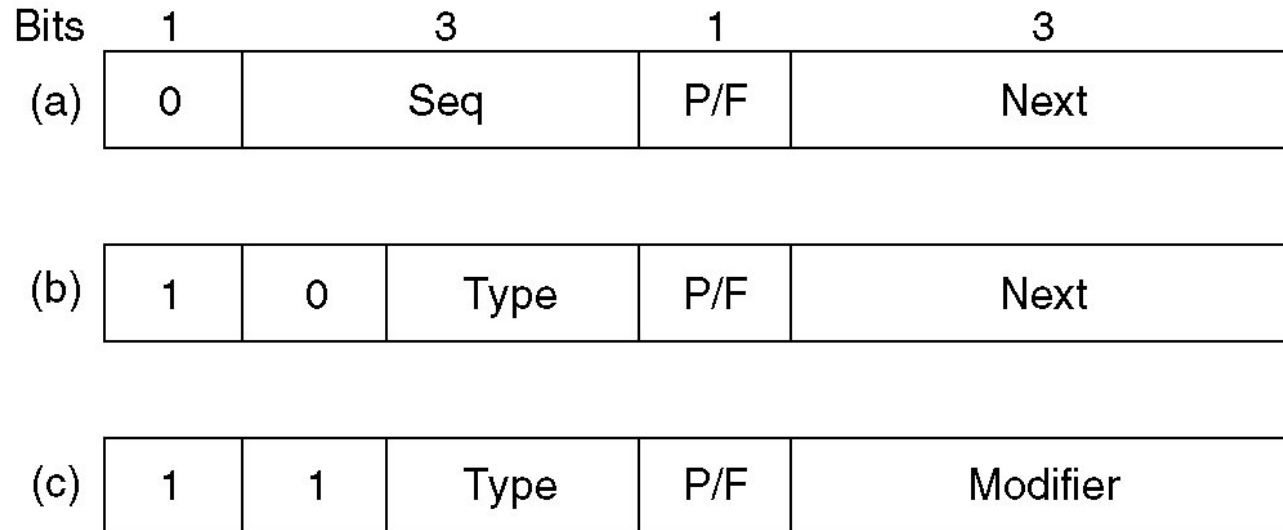 Bits 1 3 1 3
(a) 0 Seq P/F Next
(b) 1 0 Type P/F Next
(c) 1 1 Type P/F Modifier